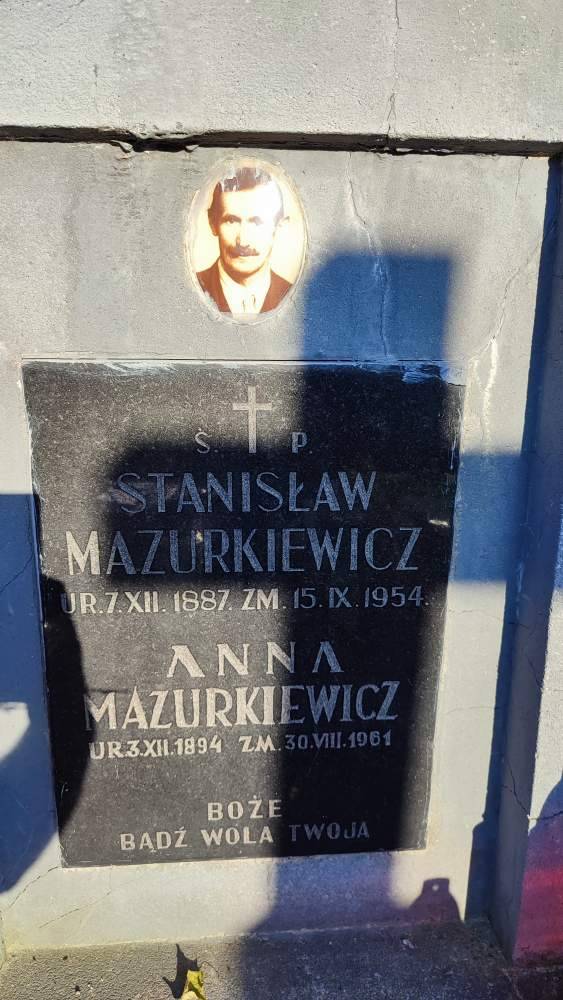 Ś. P.
STANISŁAW
MAZURKIEWICZ
UR.7.XII.1887. ZM.15.IX.1954.
ANNA
MAZURKIEWICZ
UR.3.XII.1894 ZM.30.VIII.1961
BOŻE
BĄDŹ WOLA TWOJA